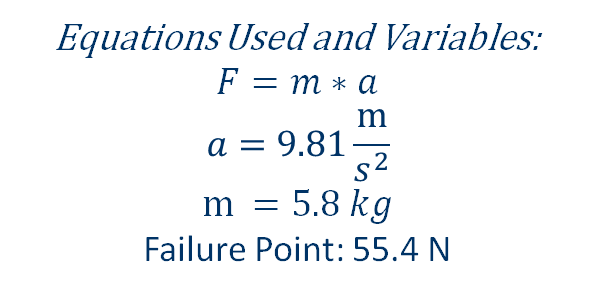 Equations Used and Variables:
F = m * a
a = 9.81 m/s²
m = 5.8 kg
Failure Point: 55.4 N